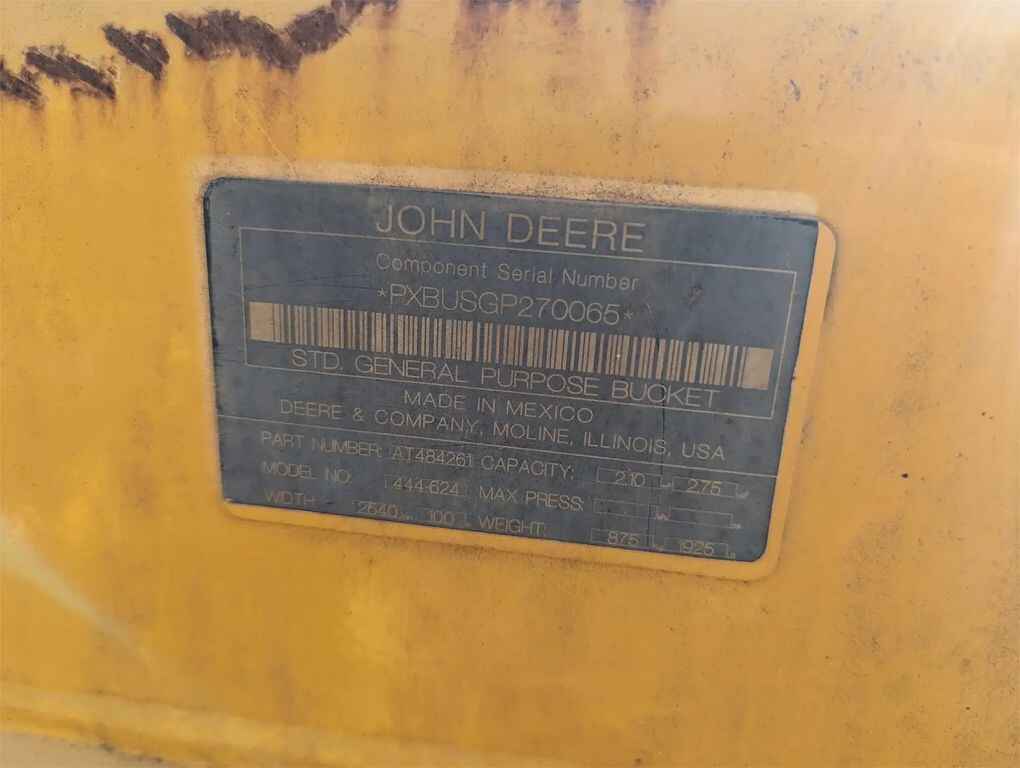 JOHN DEERE
Component Serial Number
*PXBUSGP270065*
STD. GENERAL PURPOSE BUCKET
MADE IN MEXICO
DEERE & COMPANY, MOLINE, ILLINOIS, USA
PART NUMBER: AT484261 CAPACITY: 2.10 2.75
MODEL NO: 444-624 MAX PRESS:
WIDTH: 2540 100 WEIGHT: 875 1925